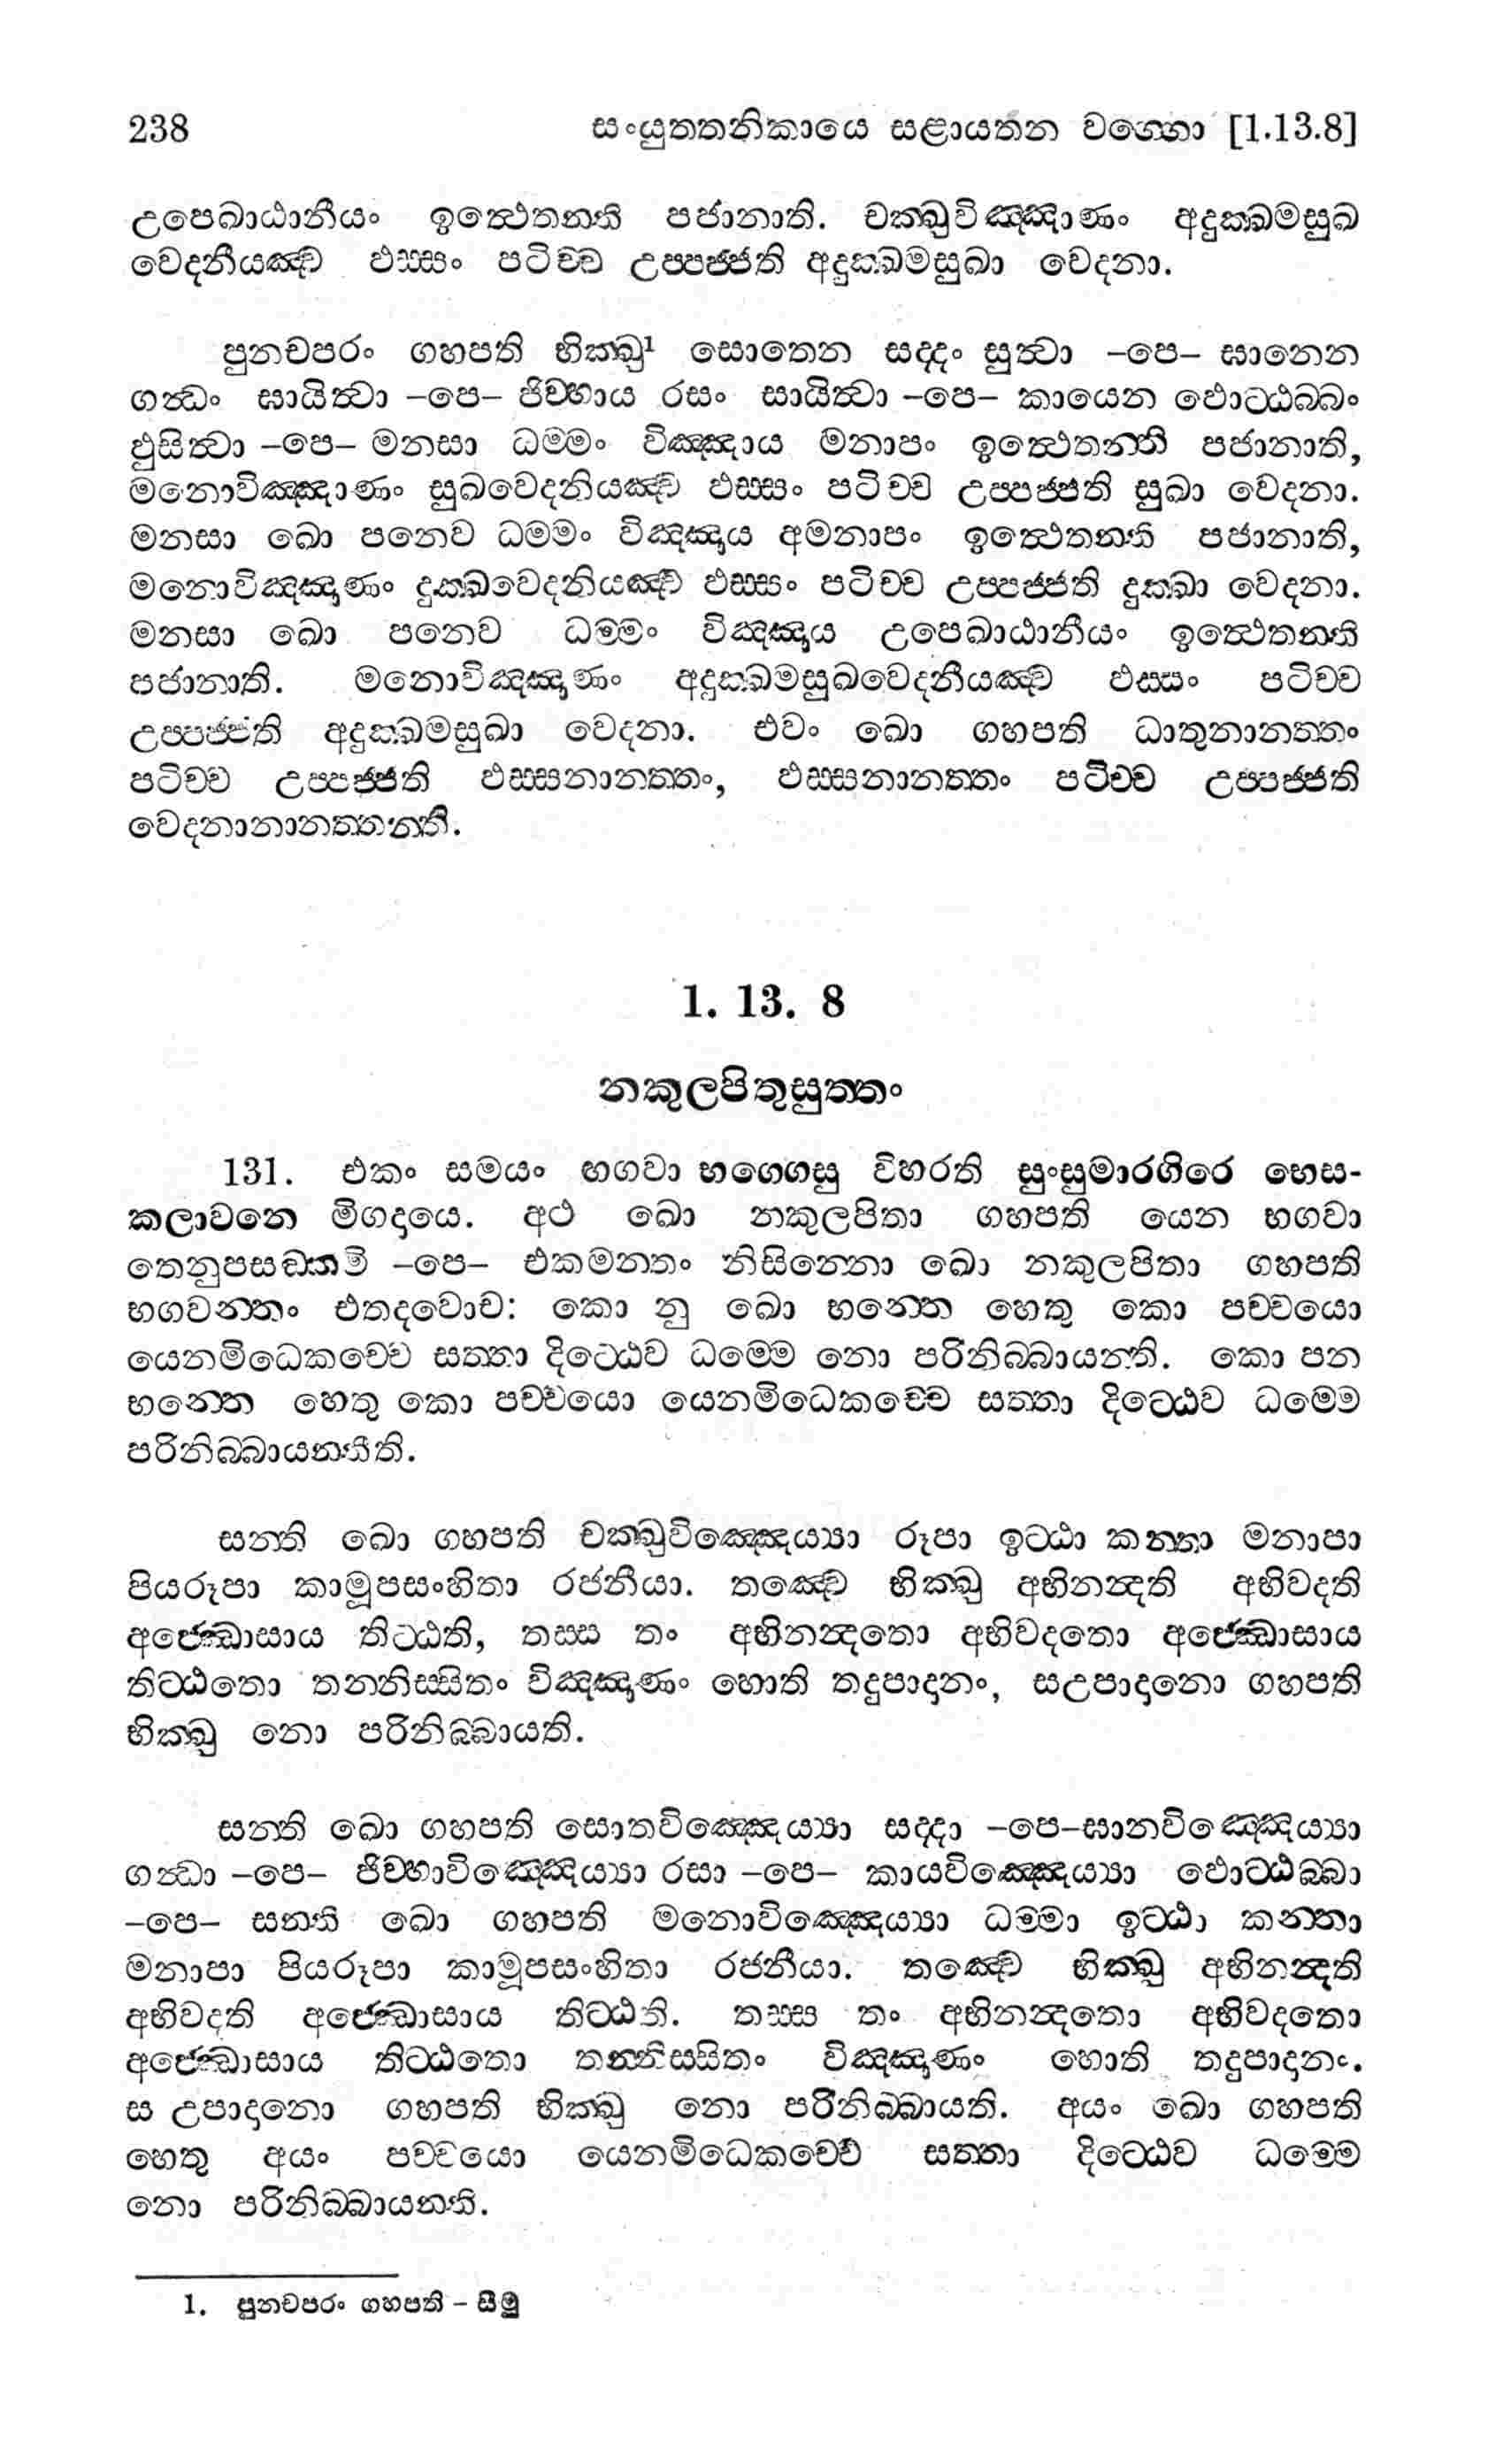 238 සංයුත්තනිකායෙ සළායතන වග්ගො [1.13.8]
උපෙඛාඨානීයං ඉත්ථෙතන්ති පජානාති. චක්ඛුවිඤ්ඤාණං අදුක්ඛමසුඛ
වෙදනීයඤ්ච ඵස්සං පටිච්ච උප්පජ්ජති අදුක්ඛමසුඛා වෙදනා.
පුනචපරං ගහපති භික්ඛු¹ සොතෙන සද්දං සුත්වා –පෙ– ඝානෙන
ගන්ධං ඝායිත්වා –පෙ– ජිව්හාය රසං සායිත්වා –පෙ– කායෙන ඵොට්ඨබ්බං
ඵුසිත්වා –පෙ– මනසා ධම්මං විඤ්ඤාය මනාපං ඉත්ථෙතන්ති පජානාති,
මනොවිඤ්ඤාණං සුඛවෙදනියඤ්ච ඵස්සං පටිච්ච උප්පජ්ජති සුඛා වෙදනා.
මනසා ඛො පනෙව ධම්මං විඤ්ඤාය අමනාපං ඉත්ථෙතන්ති පජානාති,
මනොවිඤ්ඤාණං දුක්ඛවෙදනියඤ්ච ඵස්සං පටිච්ච උප්පජ්ජති දුක්ඛා වෙදනා.
මනසා ඛො පනෙව ධම්මං විඤ්ඤාය උපෙඛාඨානීයං ඉත්ථෙතන්ති
පජානාති. මනොවිඤ්ඤාණං අදුක්ඛමසුඛවෙදනීයඤ්ච ඵස්සං පටිච්ච
උප්පජ්ජති අදුක්ඛමසුඛා වෙදනා. එවං ඛො ගහපති ධාතුනානත්තං
පටිච්ච උප්පජ්ජති ඵස්සනානත්තං, ඵස්සනානත්තං පටිච්ච උප්පජ්ජති
වෙදනානානත්තන්ති.
1. 13. 8
නකුලපිතුසුත්තං
131. එකං සමයං භගවා භග්ගෙසු විහරති සුංසුමාරගිරෙ භෙස-
කලාවනෙ මිගදායෙ. අථ ඛො නකුලපිතා ගහපති යෙන භගවා
තෙනුපසඞ්කමි –පෙ– එකමන්තං නිසින්නො ඛො නකුලපිතා ගහපති
භගවන්තං එතදවොච: කො නු ඛො භන්තෙ හෙතු කො පච්චයො
යෙනමිධෙකච්චෙ සත්තා දිට්ඨෙව ධම්මෙ නො පරිනිබ්බායන්ති. කො පන
භන්තෙ හෙතු කො පච්චයො යෙනමිධෙකච්චෙ සත්තා දිට්ඨෙව ධම්මෙ
පරිනිබ්බායන්තීති.
සන්ති ඛො ගහපති චක්ඛුවිඤ්ඤෙය්‍යා රූපා ඉට්ඨා කන්තා මනාපා
පියරූපා කාමූපසංහිතා රජනීයා. තඤ්චෙ භික්ඛු අභිනන්දති අභිවදති
අජ්ඣොසාය තිට්ඨති, තස්ස තං අභිනන්දතො අභිවදතො අජ්ඣොසාය
තිට්ඨතො තන්නිස්සිතං විඤ්ඤාණං හොති තදුපාදානං, සඋපාදානො ගහපති
භික්ඛු නො පරිනිබ්බායති.
සන්ති ඛො ගහපති සොතවිඤ්ඤෙය්‍යා සද්දා –පෙ–ඝානවිඤ්ඤෙය්‍යා
ගන්ධා –පෙ– ජිව්හාවිඤ්ඤෙය්‍යා රසා –පෙ– කායවිඤ්ඤෙය්‍යා ඵොට්ඨබ්බා
–පෙ– සන්ති ඛො ගහපති මනොවිඤ්ඤෙය්‍යා ධම්මා ඉට්ඨා කන්තා
මනාපා පියරූපා කාමූපසංහිතා රජනීයා. තඤ්චෙ භික්ඛු අභිනන්දති
අභිවදති අජ්ඣොසාය තිට්ඨති. තස්ස තං අභිනන්දතො අභිවදතො
අජ්ඣොසාය තිට්ඨතො තන්නිස්සිතං විඤ්ඤාණං හොති තදුපාදානං.
ස උපාදානො ගහපති භික්ඛු නො පරිනිබ්බායති. අයං ඛො ගහපති
හෙතු අයං පච්චයො යෙනමිධෙකච්චෙ සත්තා දිට්ඨෙව ධම්මෙ
නො පරිනිබ්බායන්ති.
1. පුනචපරං ගහපති – සීමු